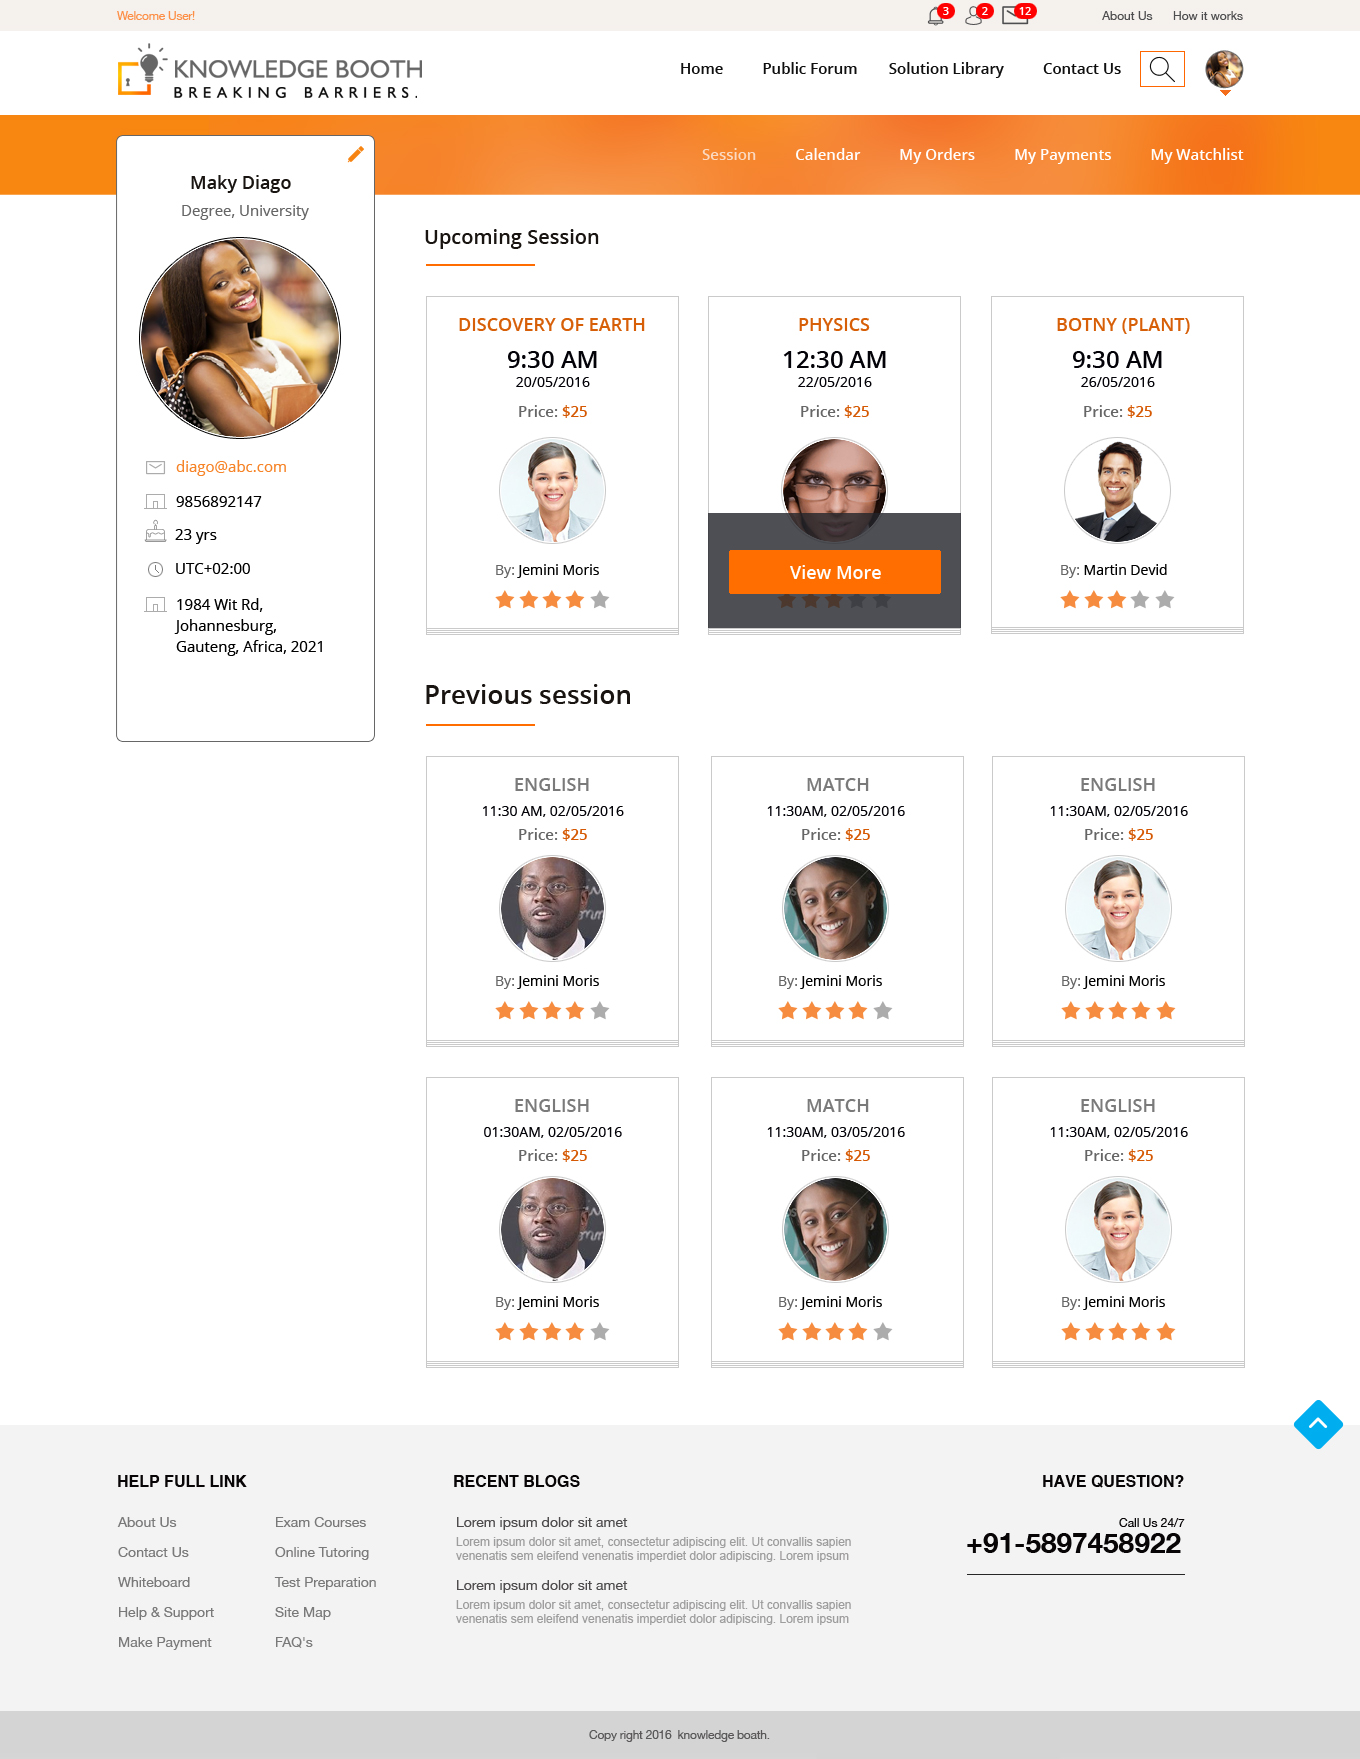 Welcome User!
3 2 12
About Us How it works
KNOWLEDGE BOOTH
BREAKING BARRIERS.
Home Public Forum Solution Library Contact Us
Session Calendar My Orders My Payments My Watchlist
Maky Diago
Degree, University
diago@abc.com
9856892147
23 yrs
UTC+02:00
1984 Wit Rd,
Johannesburg,
Gauteng, Africa, 2021
Upcoming Session
DISCOVERY OF EARTH
9:30 AM
20/05/2016
Price: $25
By: Jemini Moris
PHYSICS
12:30 AM
22/05/2016
Price: $25
View More
BOTNY (PLANT)
9:30 AM
26/05/2016
Price: $25
By: Martin Devid
Previous session
ENGLISH
11:30 AM, 02/05/2016
Price: $25
By: Jemini Moris
MATCH
11:30AM, 02/05/2016
Price: $25
By: Jemini Moris
ENGLISH
11:30AM, 02/05/2016
Price: $25
By: Jemini Moris
ENGLISH
01:30AM, 02/05/2016
Price: $25
By: Jemini Moris
MATCH
11:30AM, 03/05/2016
Price: $25
By: Jemini Moris
ENGLISH
11:30AM, 02/05/2016
Price: $25
By: Jemini Moris
HELP FULL LINK
About Us
Contact Us
Whiteboard
Help & Support
Make Payment
Exam Courses
Online Tutoring
Test Preparation
Site Map
FAQ's
RECENT BLOGS
Lorem ipsum dolor sit amet
Lorem ipsum dolor sit amet, consectetur adipiscing elit. Ut convallis sapien
venenatis sem eleifend venenatis imperdiet dolor adipiscing. Lorem ipsum
Lorem ipsum dolor sit amet
Lorem ipsum dolor sit amet, consectetur adipiscing elit. Ut convallis sapien
venenatis sem eleifend venenatis imperdiet dolor adipiscing. Lorem ipsum
HAVE QUESTION?
Call Us 24/7
+91-5897458922
Copy right 2016 knowledge boath.